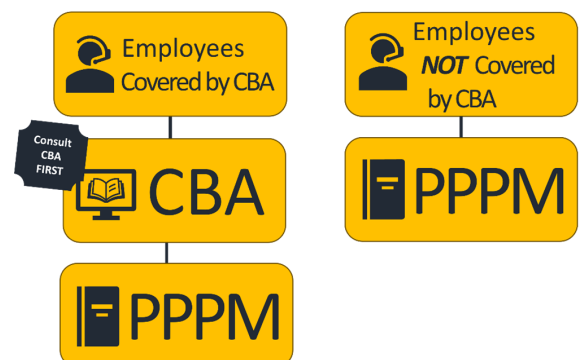 Employees
Covered by CBA
Consult
CBA
FIRST
CBA
PPPM
Employees
NOT Covered
by CBA
PPPM